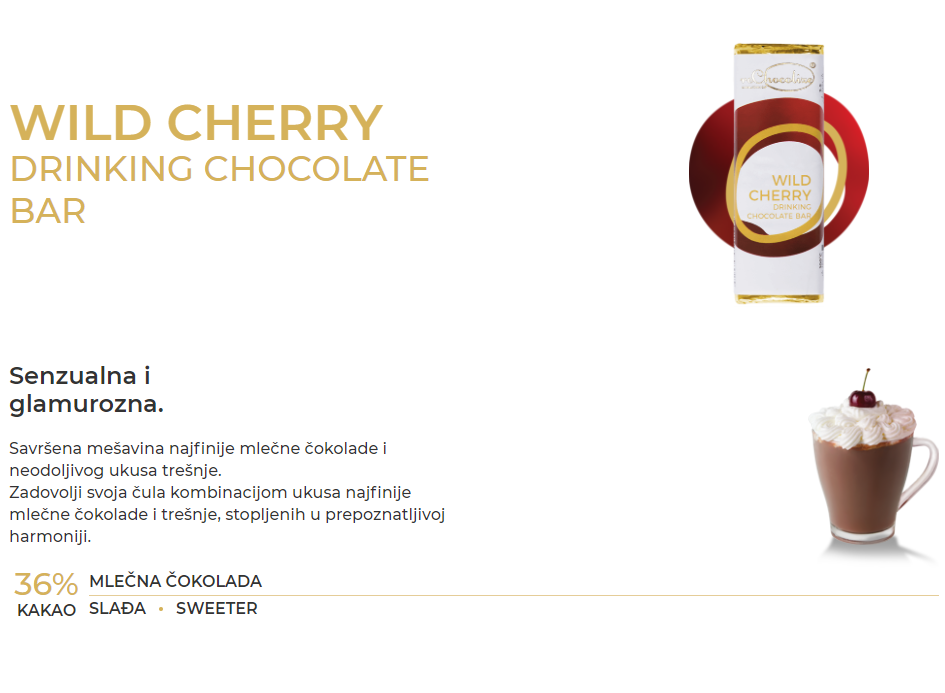 WILD CHERRY
DRINKING CHOCOLATE
BAR
Chocolino
WILD
CHERRY
DRINKING
CHOCOLATE BAR
Senzualna i
glamurozna.
Savršena mešavina najfinije mlečne čokolade i
neodoljivog ukusa trešnje.
Zadovolji svoja čula kombinacijom ukusa najfinije
mlečne čokolade i trešnje, stopljenih u prepoznatljivoj
harmoniji.
36% MLEČNA ČOKOLADA
KAKAO SLAĐA • SWEETER